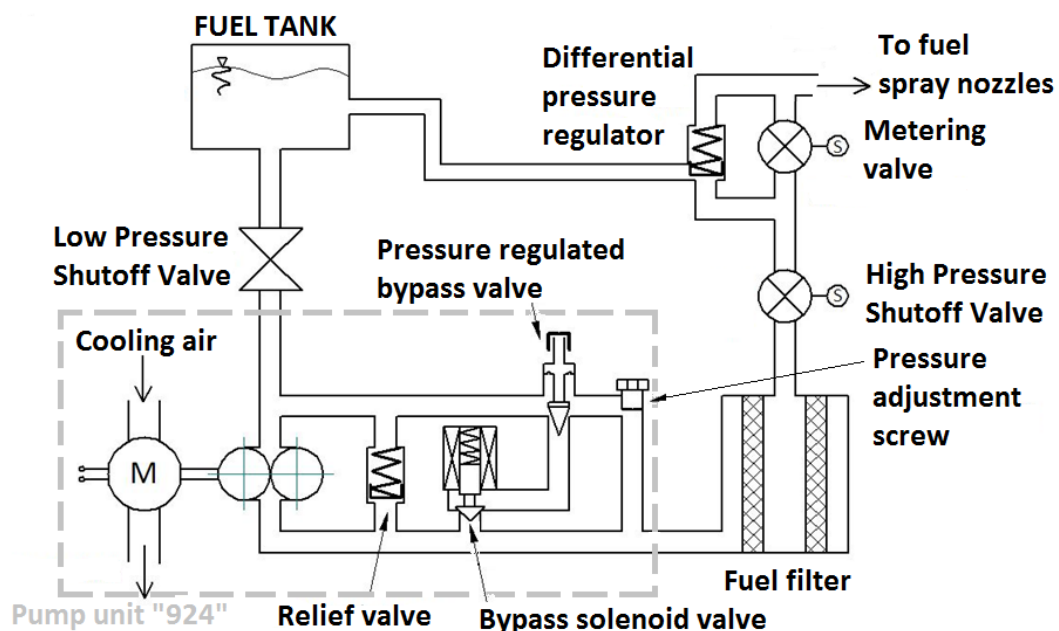 FUEL TANK
Differential
pressure
regulator
To fuel
spray nozzles
Metering
valve
S
Low Pressure
Shutoff Valve
Pressure regulated
bypass valve
High Pressure
Shutoff Valve
S
Cooling air
Pressure
adjustment
screw
M
Fuel filter
Pump unit "924"
Relief valve
Bypass solenoid valve